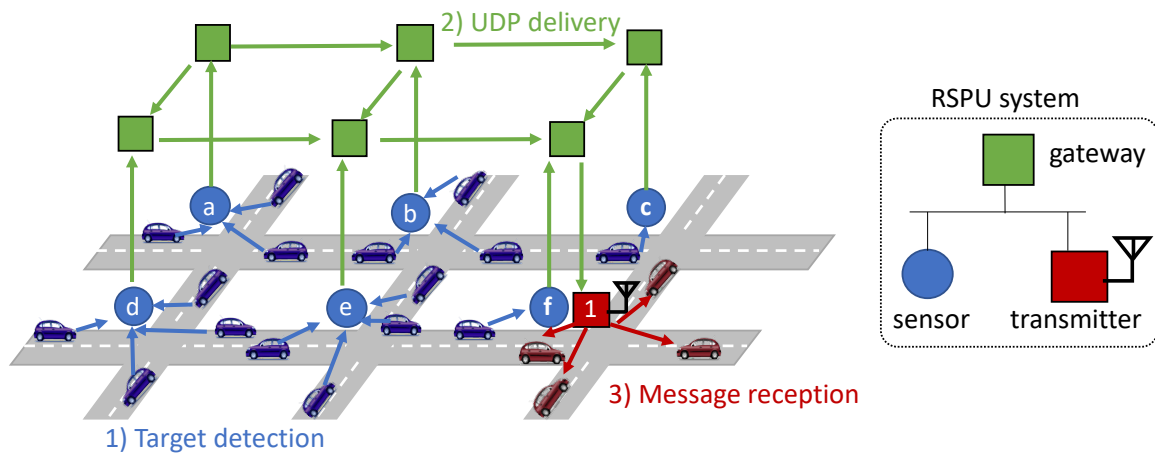 2) UDP delivery
RSPU system
gateway
a
b
c
d
e
f
1
sensor
transmitter
3) Message reception
1) Target detection